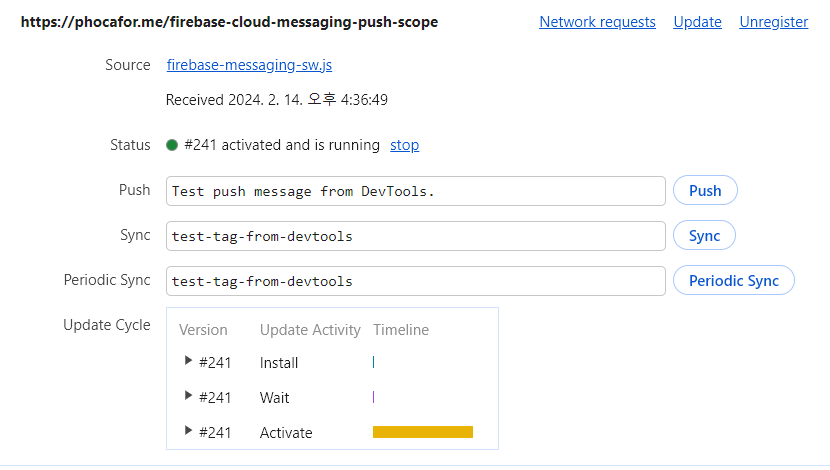 https://phocafor.me/firebase-cloud-messaging-push-scope Network requests Update Unregister
Source firebase-messaging-sw.js
Received 2024. 2. 14. 오후 4:36:49
Status #241 activated and is running stop
Push Test push message from DevTools. Push
Sync test-tag-from-devtools Sync
Periodic Sync test-tag-from-devtools Periodic Sync
Update Cycle Version Update Activity Timeline
#241 Install
#241 Wait
#241 Activate